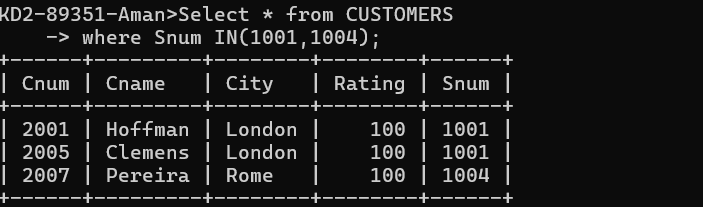 KD2-89351-Aman>Select * from CUSTOMERS
    -> where Snum IN(1001,1004);
+------+---------+--------+--------+------+
| Cnum | Cname   | City   | Rating | Snum |
+------+---------+--------+--------+------+
| 2001 | Hoffman | London |    100 | 1001 |
| 2005 | Clemens | London |    100 | 1001 |
| 2007 | Pereira | Rome   |    100 | 1004 |
+------+---------+--------+--------+------+